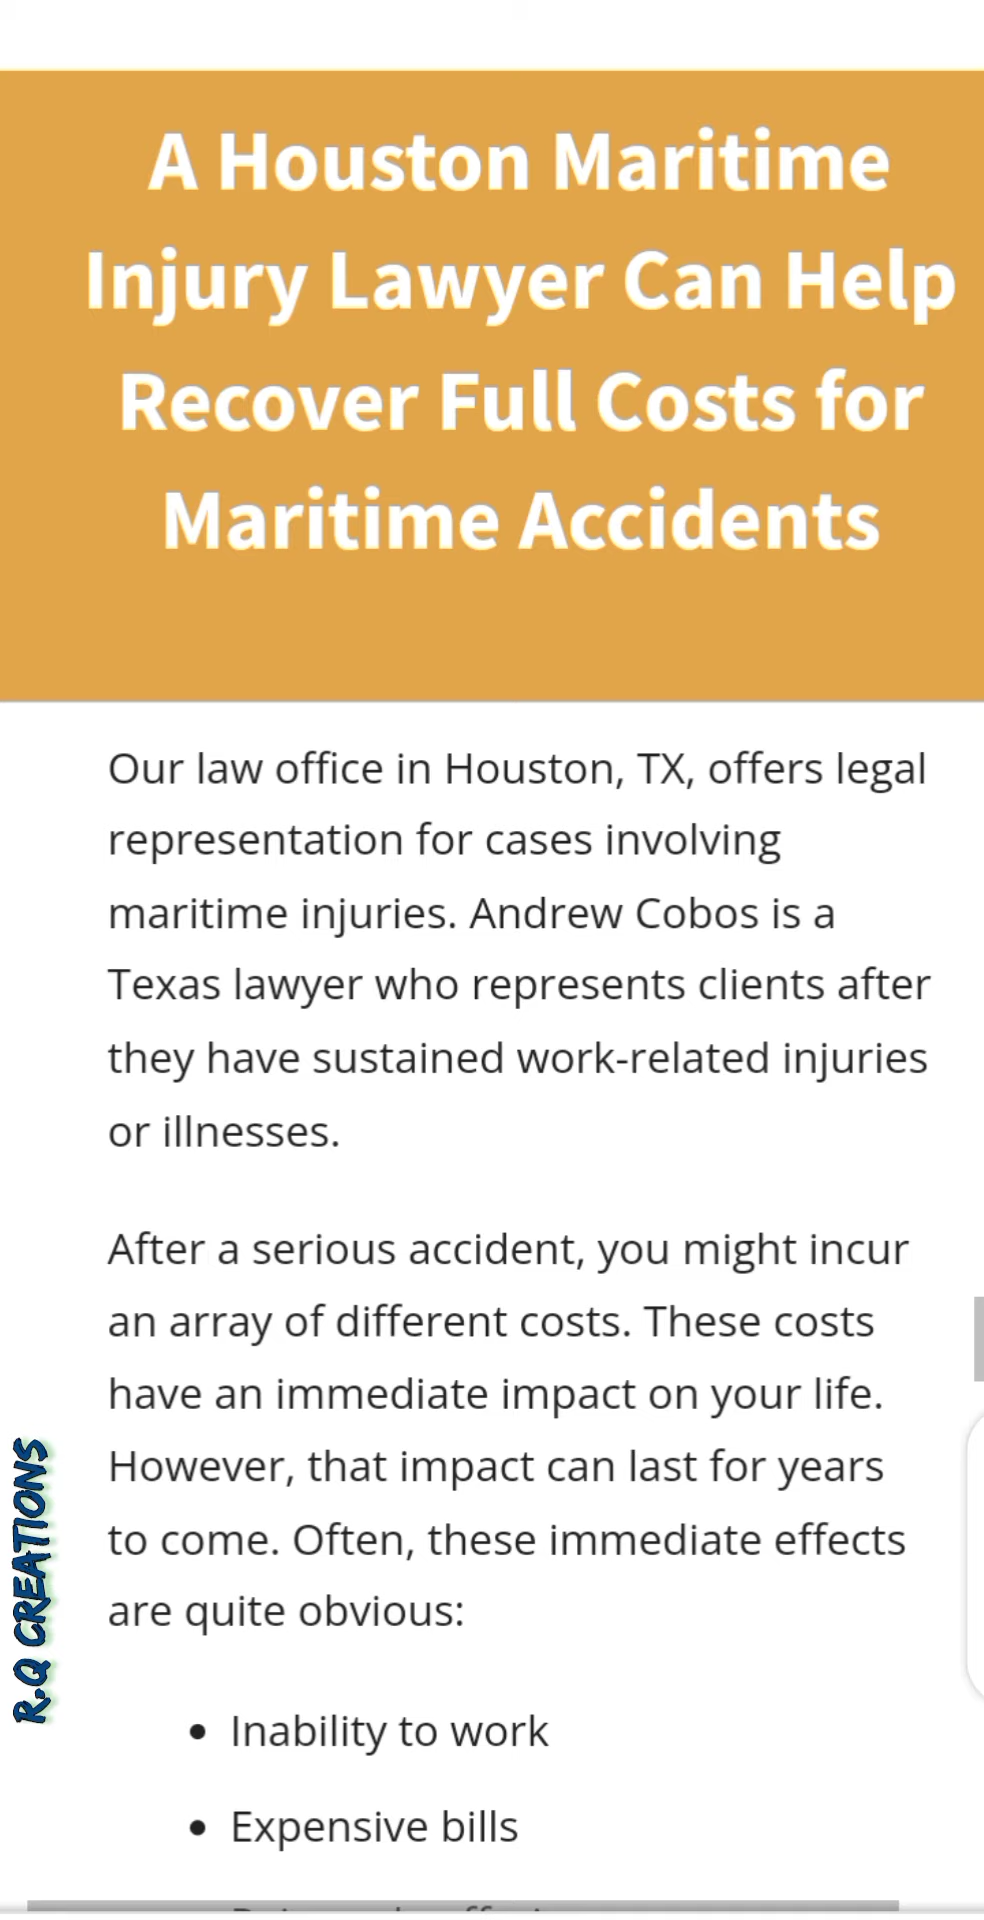 A Houston Maritime
Injury Lawyer Can Help
Recover Full Costs for
Maritime Accidents
Our law office in Houston, TX, offers legal
representation for cases involving
maritime injuries. Andrew Cobos is a
Texas lawyer who represents clients after
they have sustained work-related injuries
or illnesses.
After a serious accident, you might incur
an array of different costs. These costs
have an immediate impact on your life.
However, that impact can last for years
to come. Often, these immediate effects
are quite obvious:
• Inability to work
• Expensive bills
R.Q CREATIONS